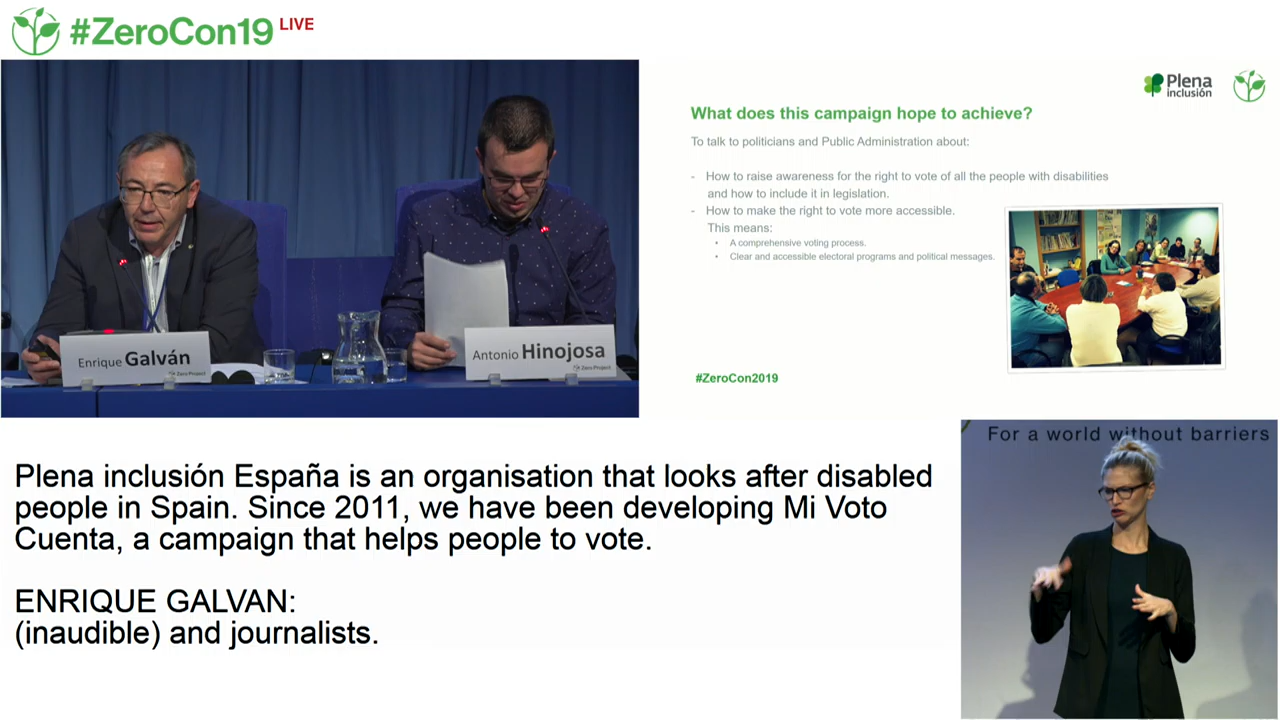 #ZeroCon19 LIVE
Plena
inclusión
What does this campaign hope to achieve?
To talk to politicians and Public Administration about:
- How to raise awareness for the right to vote of all the people with disabilities
and how to include it in legislation.
- How to make the right to vote more accessible.
This means:
• A comprehensive voting process.
• Clear and accessible electoral programs and political messages.
#ZeroCon2019
Enrique Galván
Zero Project
Antonio Hinojosa
Zero Project
For a world without barriers
Plena inclusión España is an organisation that looks after disabled
people in Spain. Since 2011, we have been developing Mi Voto
Cuenta, a campaign that helps people to vote.
ENRIQUE GALVAN:
(inaudible) and journalists.